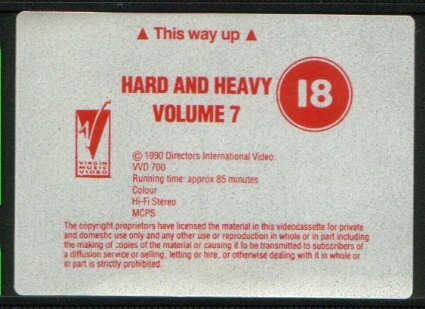 ▲ This way up ▲
HARD AND HEAVY
VOLUME 7
18
VIRGIN
MUSIC
VIDEO
© 1990 Directors International Video.
VVD 700
Running time: approx 85 minutes
Colour
Hi-Fi Stereo
MCPS
The copyright proprietors have licensed the material in this videocassette for private
and domestic use only and any other use or reproduction in whole or in part including
the making of copies of the material or causing it to be transmitted to subscribers of
a diffusion service or selling, letting or hire, or otherwise dealing with it in whole or
in part is strictly prohibited.